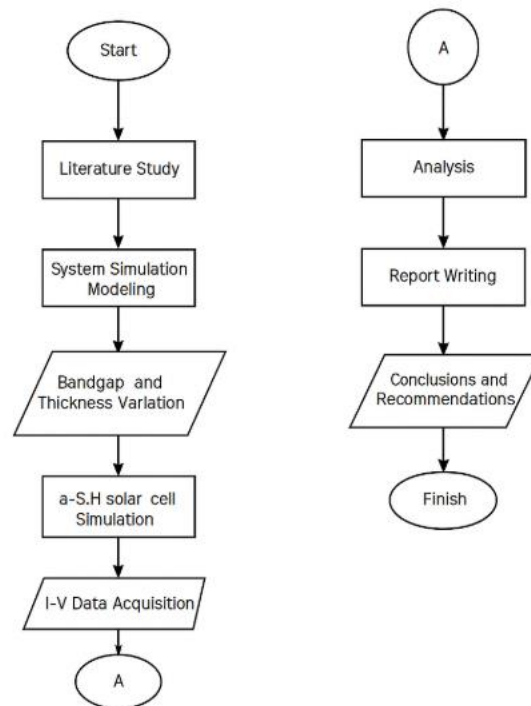 Start
Literature Study
System Simulation
Modeling
Bandgap and
Thickness Varlation
a-S.H solar cell
Simulation
I-V Data Acquisition
A
A
Analysis
Report Writing
Conclusions and
Recommendations
Finish